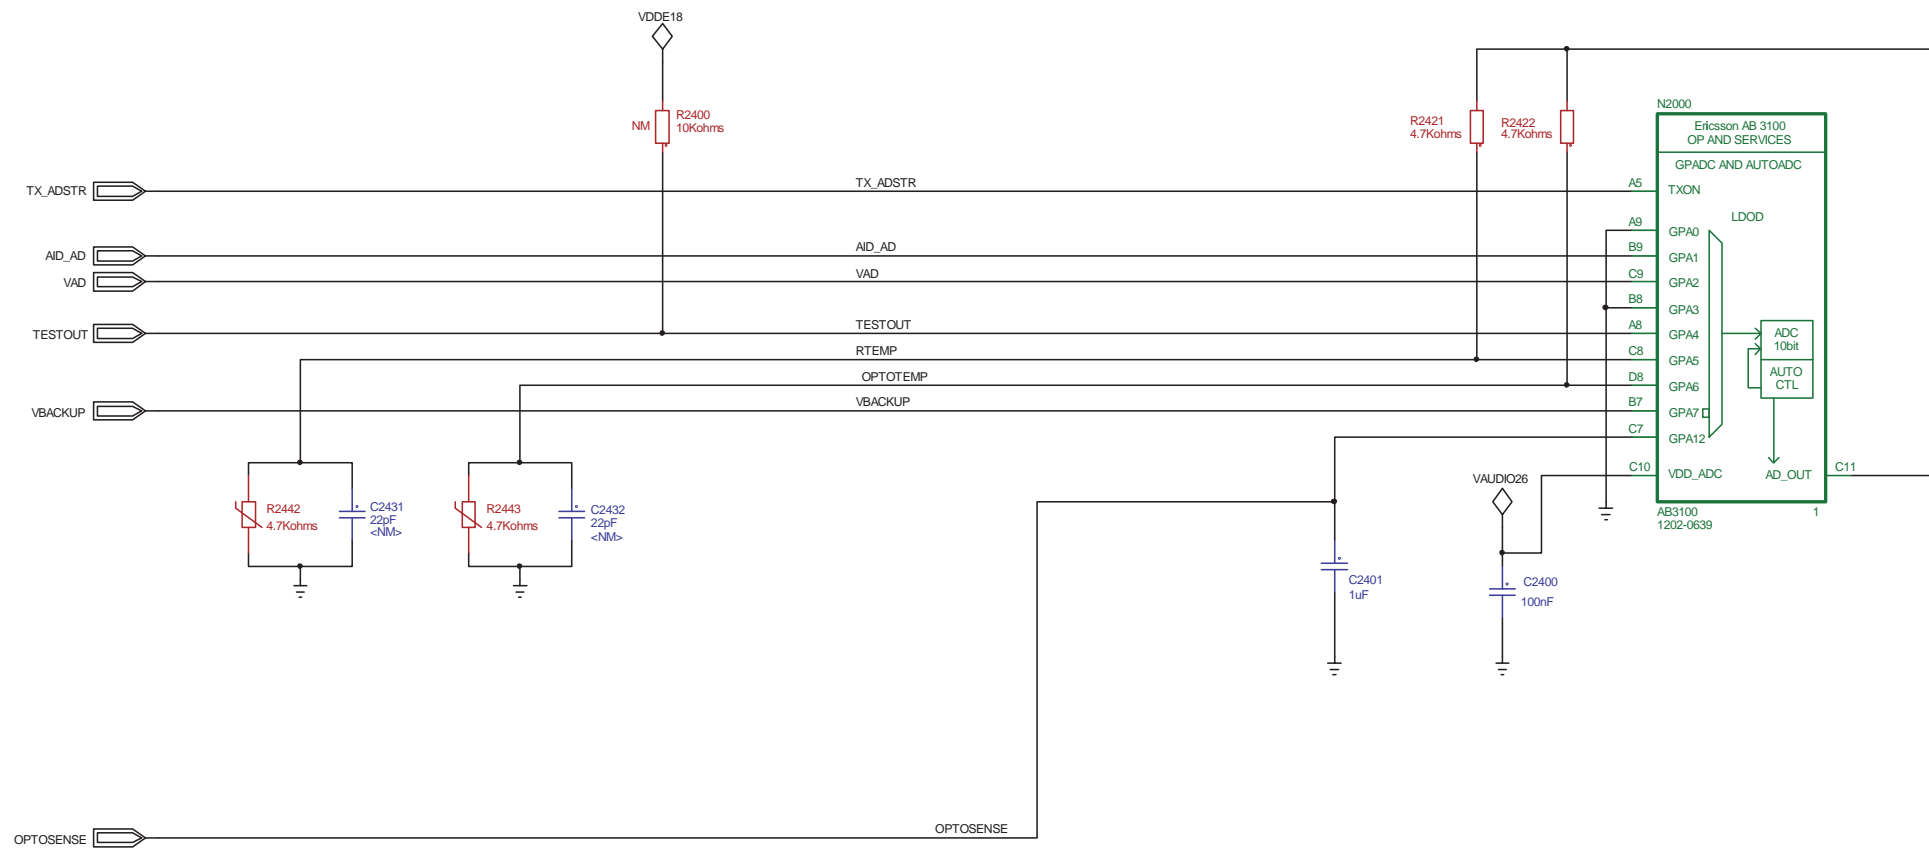 VDDE18
NM
R2400
10Kohms
R2421
4.7Kohms
R2422
4.7Kohms
N2000
Ericsson AB 3100
OP AND SERVICES
GPADC AND AUTOADC
TX_ADSTR
TX_ADSTR
A5
TXON
LDOD
A9
GPA0
AID_AD
AID_AD
B9
GPA1
VAD
VAD
C9
GPA2
B8
GPA3
TESTOUT
TESTOUT
A8
GPA4
ADC
10bit
RTEMP
C8
GPA5
AUTO
CTL
OPTOTEMP
D8
GPA6
VBACKUP
VBACKUP
B7
GPA7
C7
GPA12
C10
VDD_ADC
AD_OUT
C11
VAUDIO26
R2442
4.7Kohms
C2431
22pF
<NM>
R2443
4.7Kohms
C2432
22pF
<NM>
AB3100
1202-0639
1
C2401
1uF
C2400
100nF
OPTOSENSE
OPTOSENSE